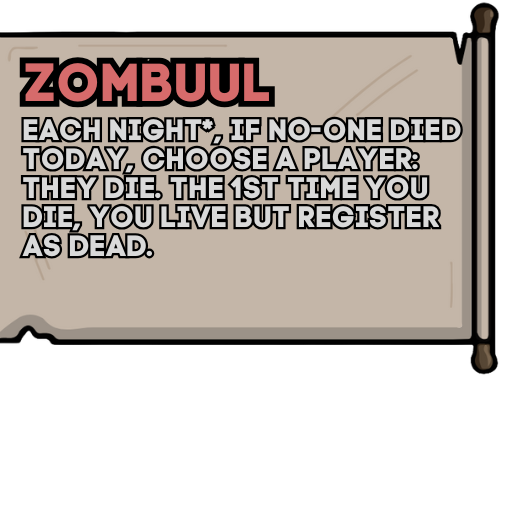 ZOMBUUL
EACH NIGHT*, IF NO-ONE DIED
TODAY, CHOOSE A PLAYER:
THEY DIE. THE 1ST TIME YOU
DIE, YOU LIVE BUT REGISTER
AS DEAD.